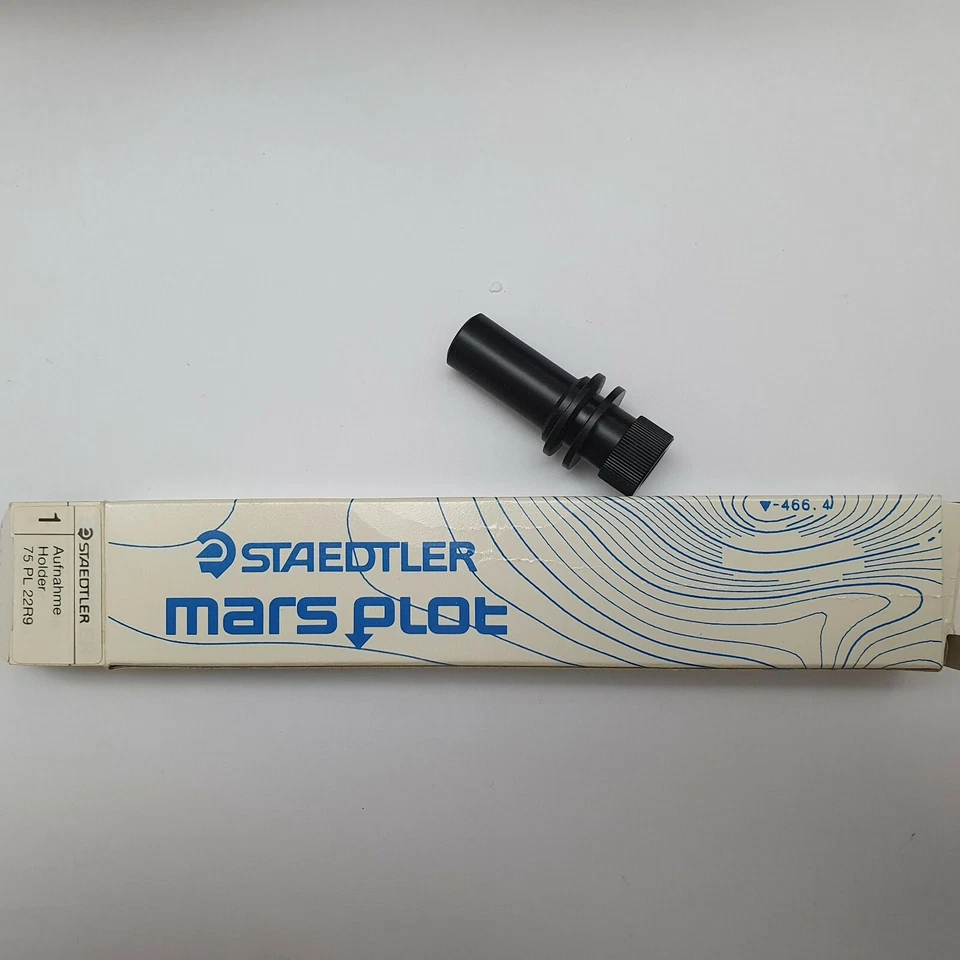 STAEDTLER
mars plot
▼-466.4
STAEDTLER
1
Aufnahme
Holder
75 PL 22R9